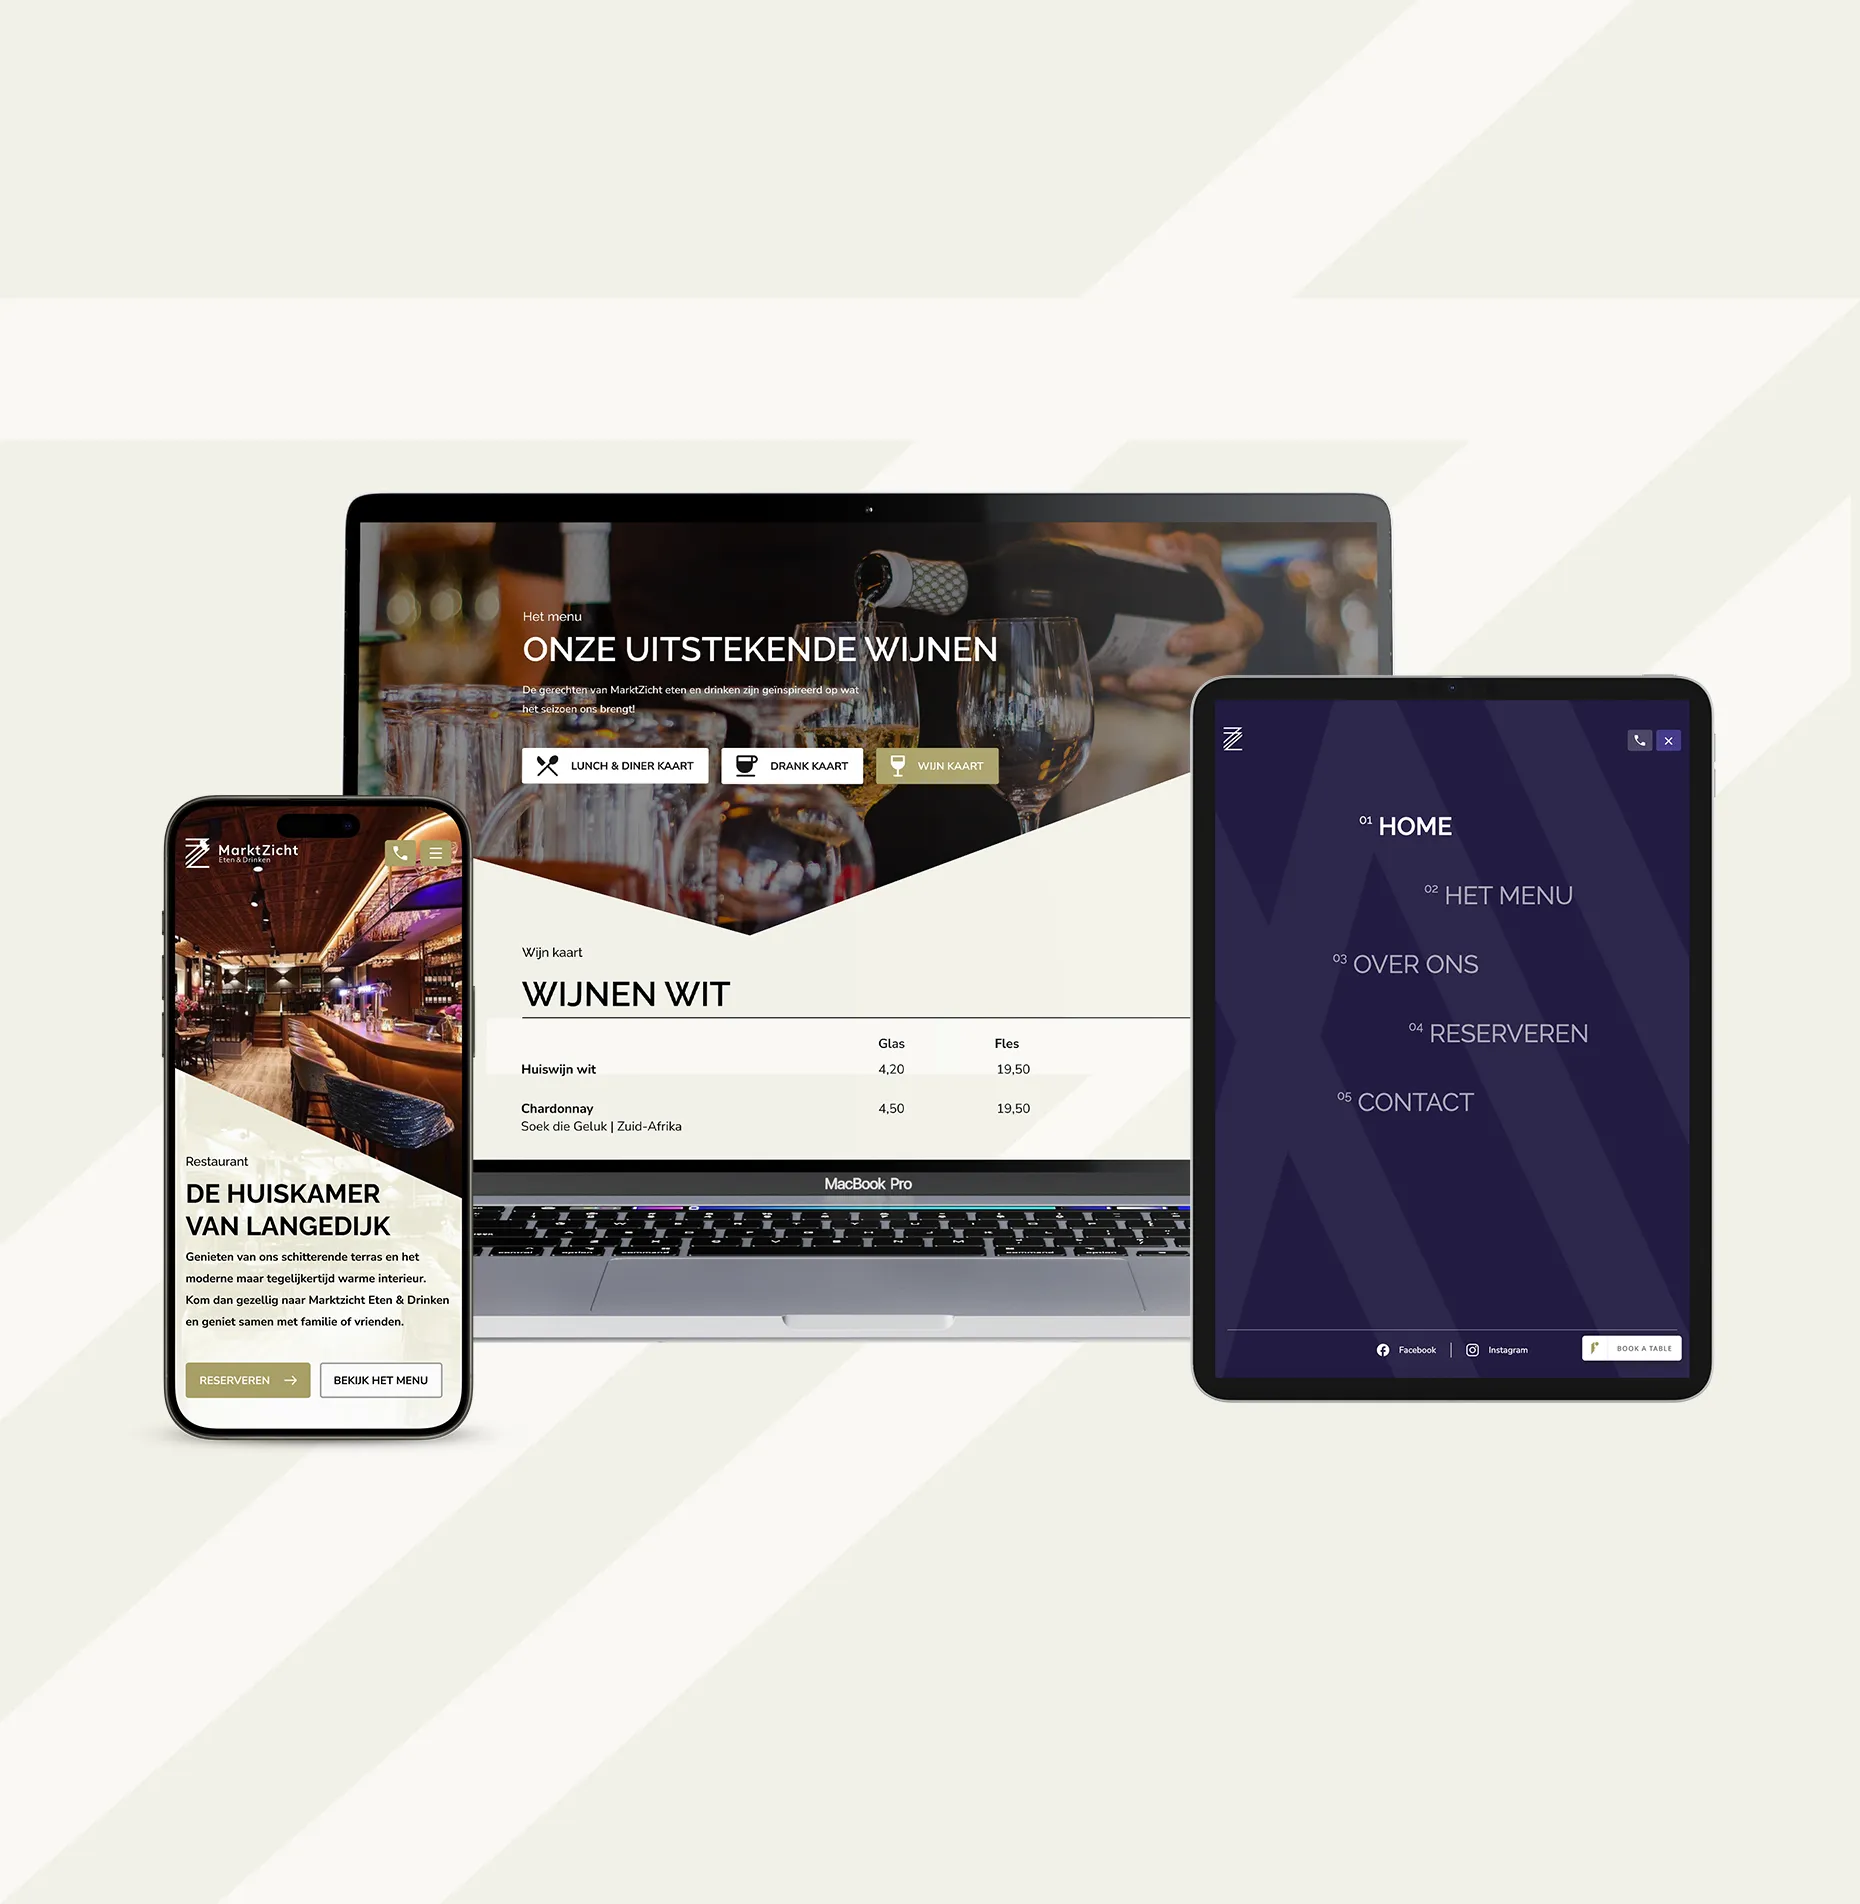 Het menu
ONZE UITSTEKENDE WIJNEN
De gerechten van MarktZicht eten en drinken zijn geïnspireerd op wat
het seizoen ons brengt!
LUNCH & DINER KAART
DRANK KAART
WIJN KAART
Wijn kaart
WIJNEN WIT
Glas Fles
Huiswijn wit 4,20 19,50
Chardonnay 4,50 19,50
Soek die Geluk | Zuid-Afrika
MacBook Pro
command
option
MarktZicht
Eten & Drinken
Restaurant
DE HUISKAMER
VAN LANGEDIJK
Genieten van ons schitterende terras en het
moderne maar tegelijkertijd warme interieur.
Kom dan gezellig naar Marktzicht Eten & Drinken
en geniet samen met familie of vrienden.
RESERVEREN
BEKIJK HET MENU
01 HOME
02 HET MENU
03 OVER ONS
04 RESERVEREN
05 CONTACT
Facebook | Instagram
BOOK A TABLE